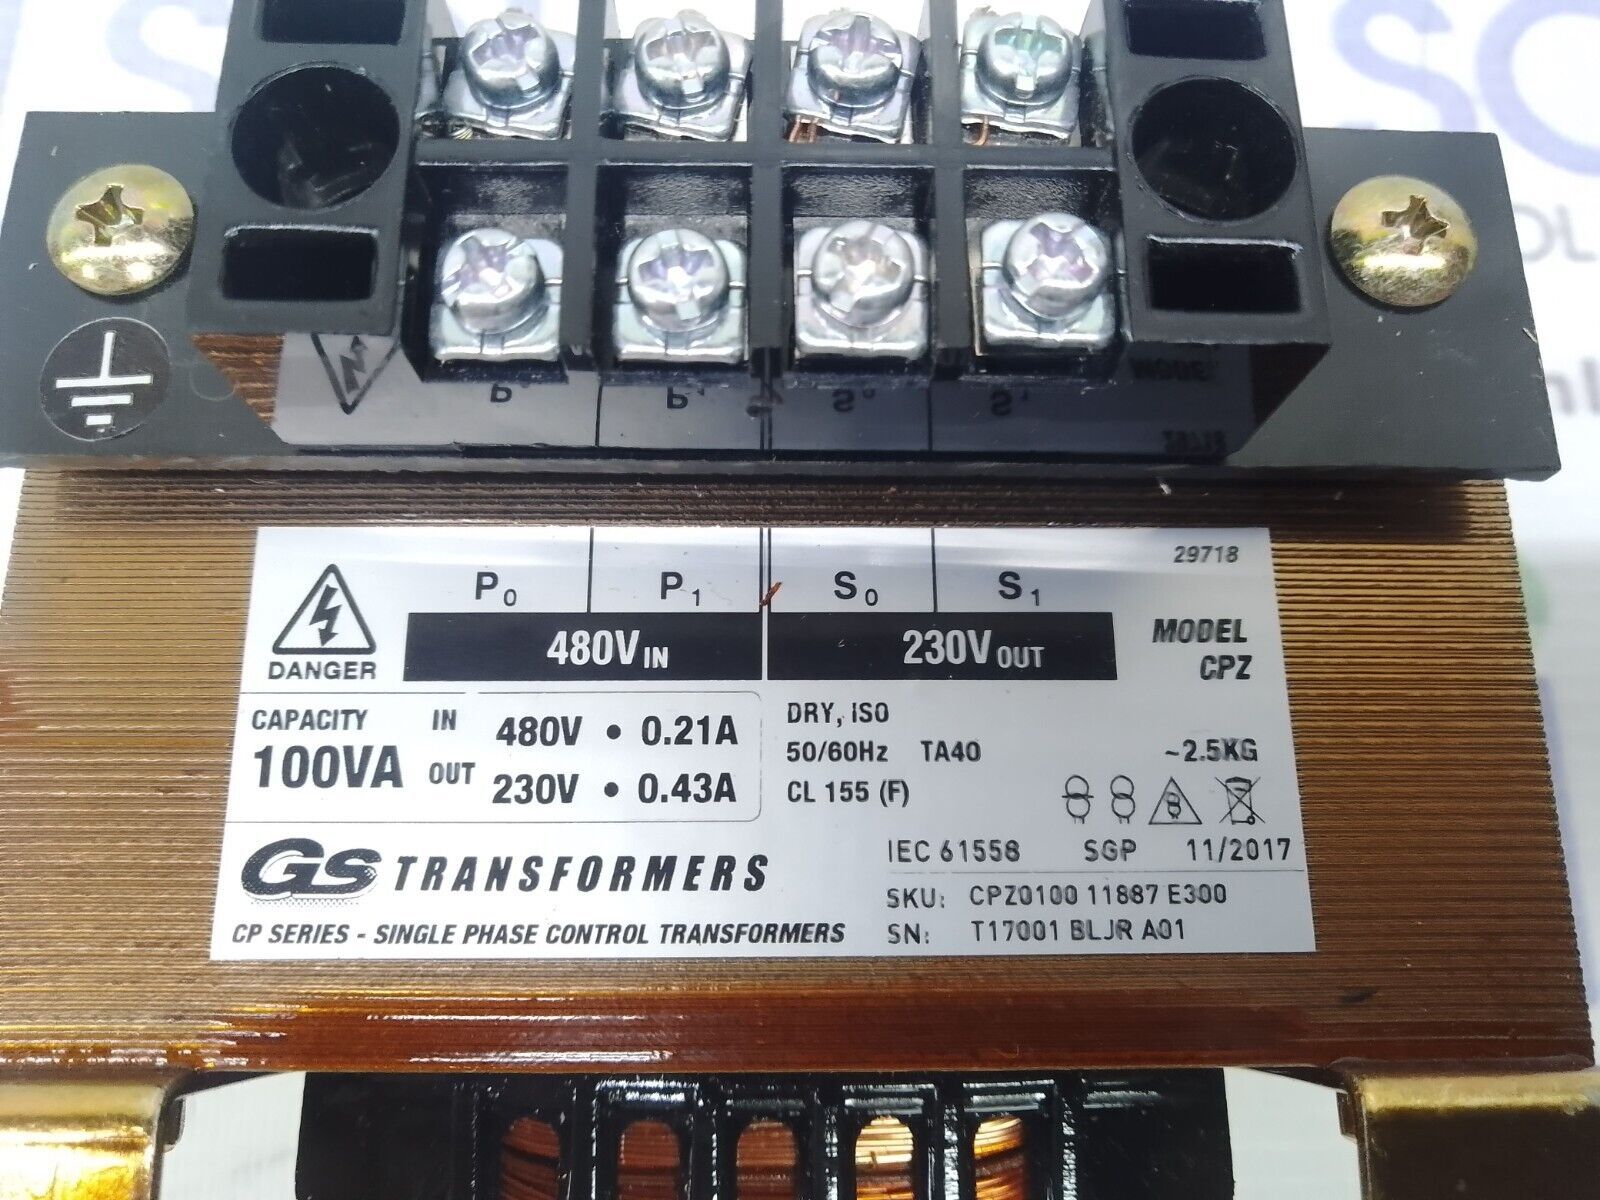 29718
P0 P1 S0 S1
480V IN 230V OUT
MODEL
CPZ
DANGER
CAPACITY
100VA
IN 480V • 0.21A
OUT 230V • 0.43A
DRY, ISO
50/60Hz TA40 ~2.5KG
CL 155 (F)
GS TRANSFORMERS
CP SERIES - SINGLE PHASE CONTROL TRANSFORMERS
IEC 61558 SGP 11/2017
SKU: CPZ0100 11887 E300
SN: T17001 BLJR A01